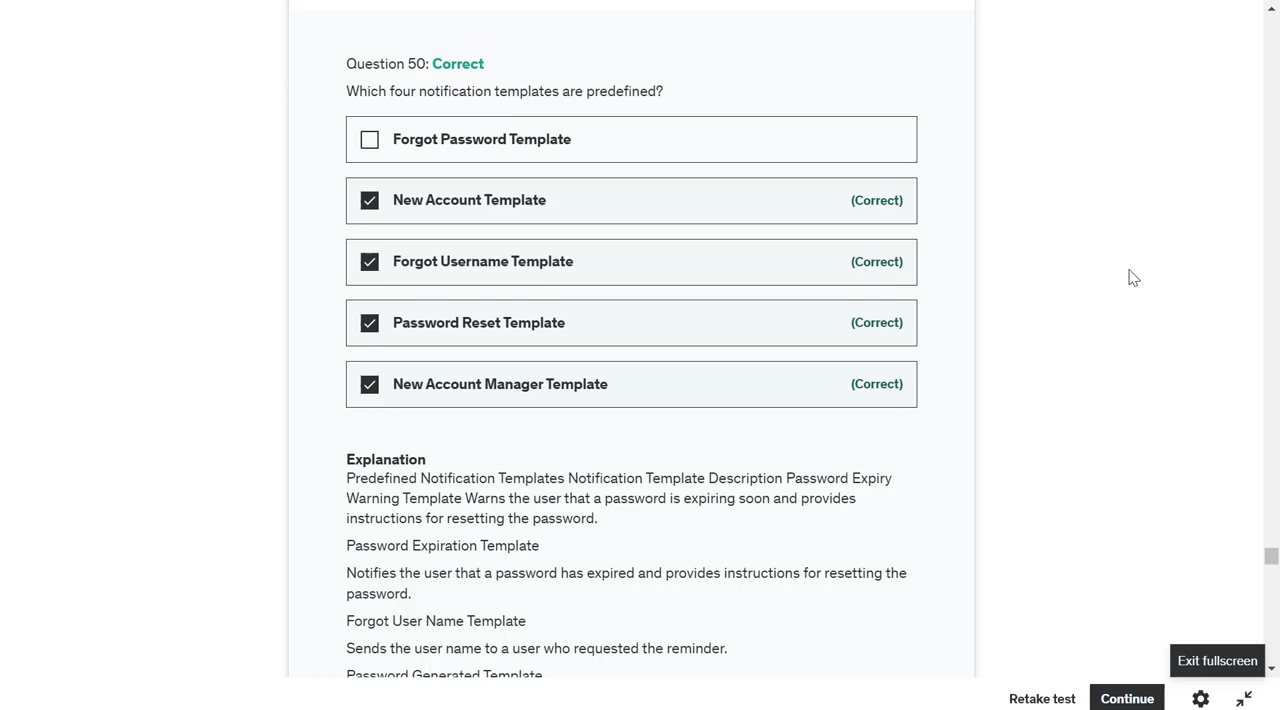 Question 50: Correct
Which four notification templates are predefined?
Forgot Password Template
New Account Template (Correct)
Forgot Username Template (Correct)
Password Reset Template (Correct)
New Account Manager Template (Correct)
Explanation
Predefined Notification Templates Notification Template Description Password Expiry
Warning Template Warns the user that a password is expiring soon and provides
instructions for resetting the password.
Password Expiration Template
Notifies the user that a password has expired and provides instructions for resetting the
password.
Forgot User Name Template
Sends the user name to a user who requested the reminder.
Password Generated Template
Exit fullscreen
Retake test Continue